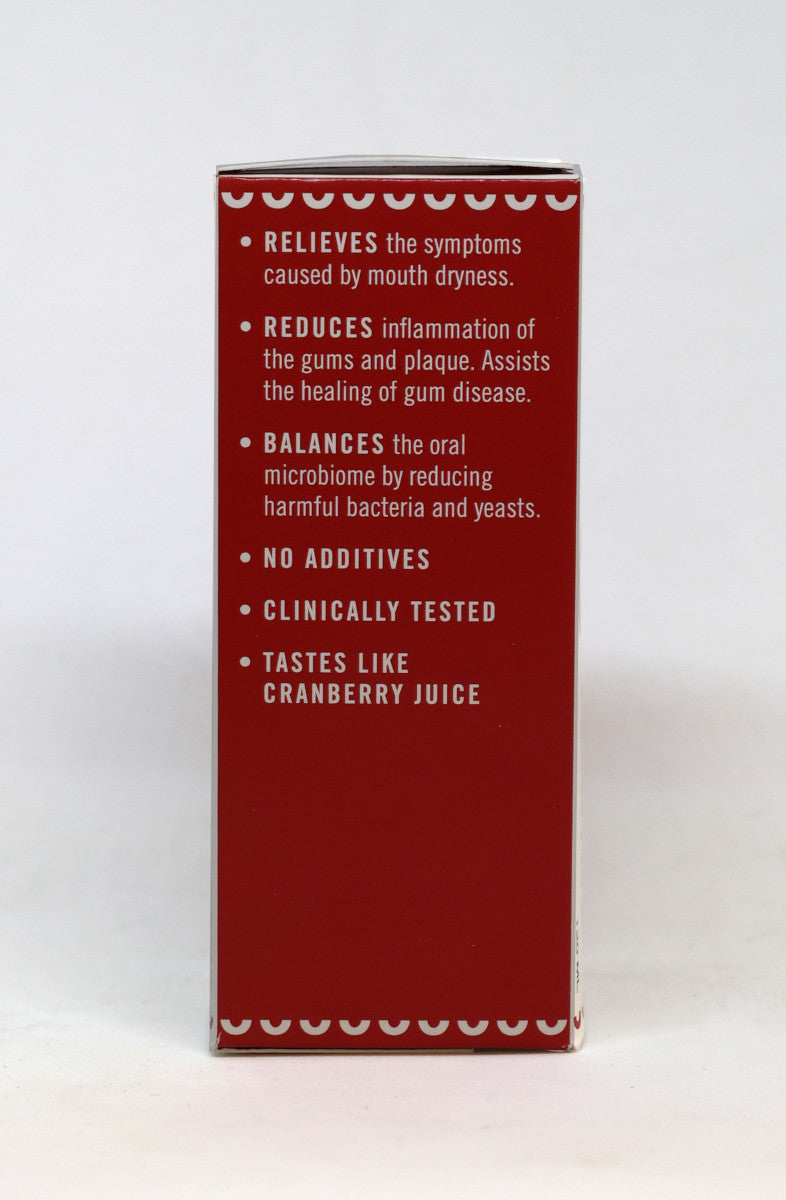 • RELIEVES the symptoms
caused by mouth dryness.
• REDUCES inflammation of
the gums and plaque. Assists
the healing of gum disease.
• BALANCES the oral
microbiome by reducing
harmful bacteria and yeasts.
• NO ADDITIVES
• CLINICALLY TESTED
• TASTES LIKE
CRANBERRY JUICE